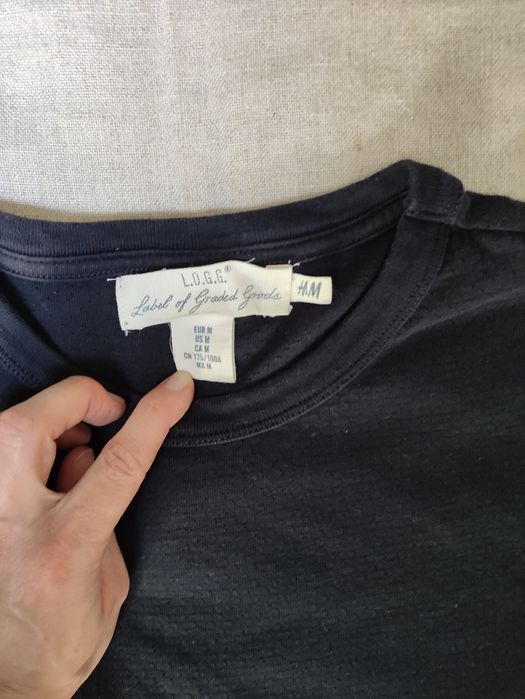 L.O.G.G.®
Label of Graded Goods
H&M
EUR M
US M
CA M
CN 175/100A
MX M